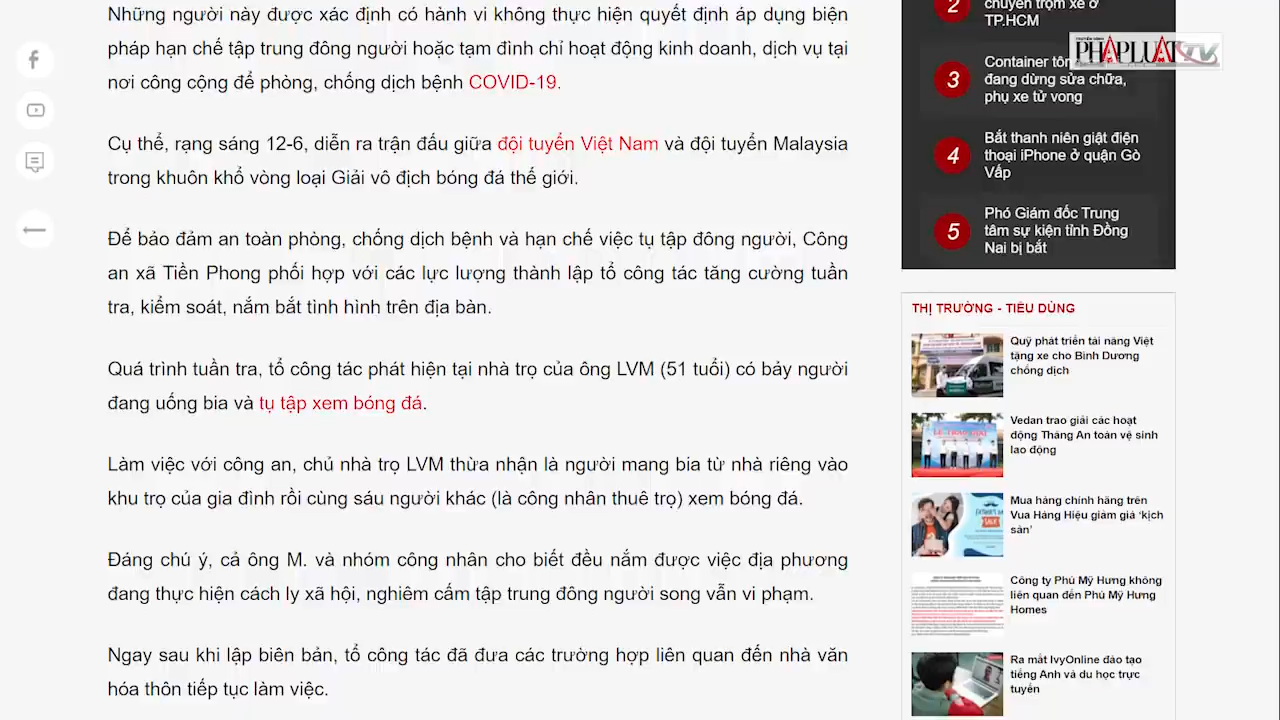 Những người này được xác định có hành vi không thực hiện quyết định áp dụng biện
pháp hạn chế tập trung đông người hoặc tạm đình chỉ hoạt động kinh doanh, dịch vụ tại
nơi công cộng để phòng, chống dịch bệnh COVID-19.
Cụ thể, rạng sáng 12-6, diễn ra trận đấu giữa đội tuyển Việt Nam và đội tuyển Malaysia
trong khuôn khổ vòng loại Giải vô địch bóng đá thế giới.
Để bảo đảm an toàn phòng, chống dịch bệnh và hạn chế việc tụ tập đông người, Công
an xã Tiền Phong phối hợp với các lực lượng thành lập tổ công tác tăng cường tuần
tra, kiểm soát, nắm bắt tình hình trên địa bàn.
Quá trình tuần tra, tổ công tác phát hiện tại nhà trọ của ông LVM (51 tuổi) có bảy người
đang uống bia và tụ tập xem bóng đá.
Làm việc với công an, chủ nhà trọ LVM thừa nhận là người mang bia từ nhà riêng vào
khu trọ của gia đình rồi cùng sáu người khác (là công nhân thuê trọ) xem bóng đá.
Đáng chú ý, ông LVM và nhóm công nhân cho biết đều nắm được việc địa phương
đang thực hiện giãn cách xã hội và việc tụ tập đông người như trên là vi phạm.
Ngay sau khi lập biên bản, tổ công tác đã đưa các trường hợp liên quan đến nhà văn
hóa thôn tiếp tục làm việc.
2
chuyên trộm xe ở
TP.HCM
TRUYỀN HÌNH
PHÁP LUẬT TV
3
Container
đang dừng sửa chữa,
phụ xe tử vong
4
Bắt thanh niên giật điện
thoại iPhone ở quận Gò
Vấp
5
Phó Giám đốc Trung
tâm sự kiện tỉnh Đồng
Nai bị bắt
THỊ TRƯỜNG - TIÊU DÙNG
Quỹ phát triển tài năng Việt
tặng xe cho Bình Dương
chống dịch
Vedan trao giải các hoạt
động Tháng An toàn vệ sinh
lao động
Mua hàng chính hãng trên
Vua Hàng Hiệu giảm giá 'kịch
sàn'
Công ty Phú Mỹ Hưng không
liên quan đến Phú Mỹ Hưng
Holdings
Ra mắt IvyOnline đào tạo
tiếng Anh và du học trực
tuyến